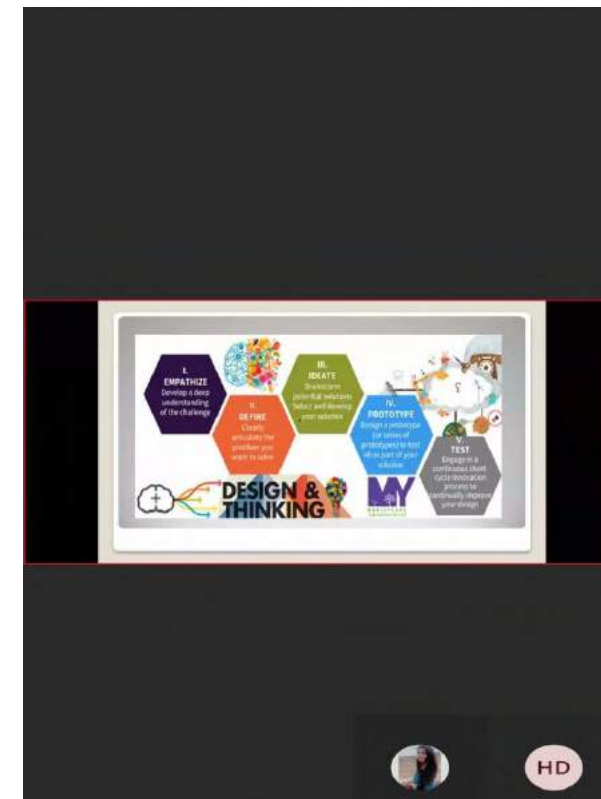 I.
EMPATHIZE
Develop a deep
understanding
of the challenge
II.
DEFINE
Clearly
articulate the
problem you
want to solve
III.
IDEATE
Brainstorm
potential solutions
Select and develop
your solution
IV.
PROTOTYPE
Design a prototype
(or series of
prototypes) to test
all or part of your
solution
V.
TEST
Engage in a
continuous short
cycle innovation
process to
continually improve
your design
DESIGN &
THINKING
MY
HD